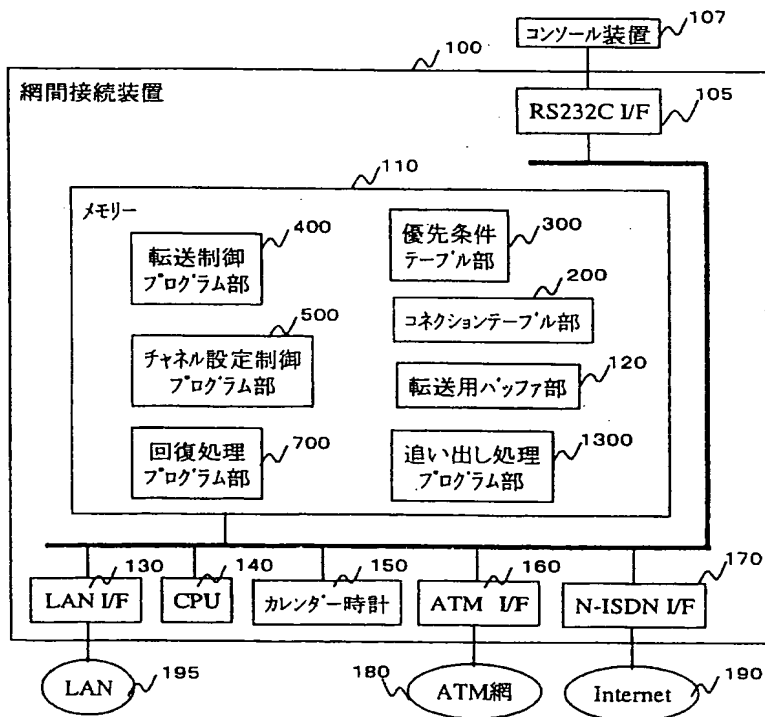 107
コンソール装置
100
網間接続装置
RS232C I/F
105
110
メモリー
400
転送制御
プログラム部
優先条件
テーブル部
300
200
コネクションテーブル部
500
チャネル設定制御
プログラム部
120
転送用バッファ部
700
回復処理
プログラム部
1300
追い出し処理
プログラム部
130
LAN I/F
140
CPU
150
カレンダー時計
160
ATM I/F
170
N-ISDN I/F
LAN
195
180
ATM網
Internet
190